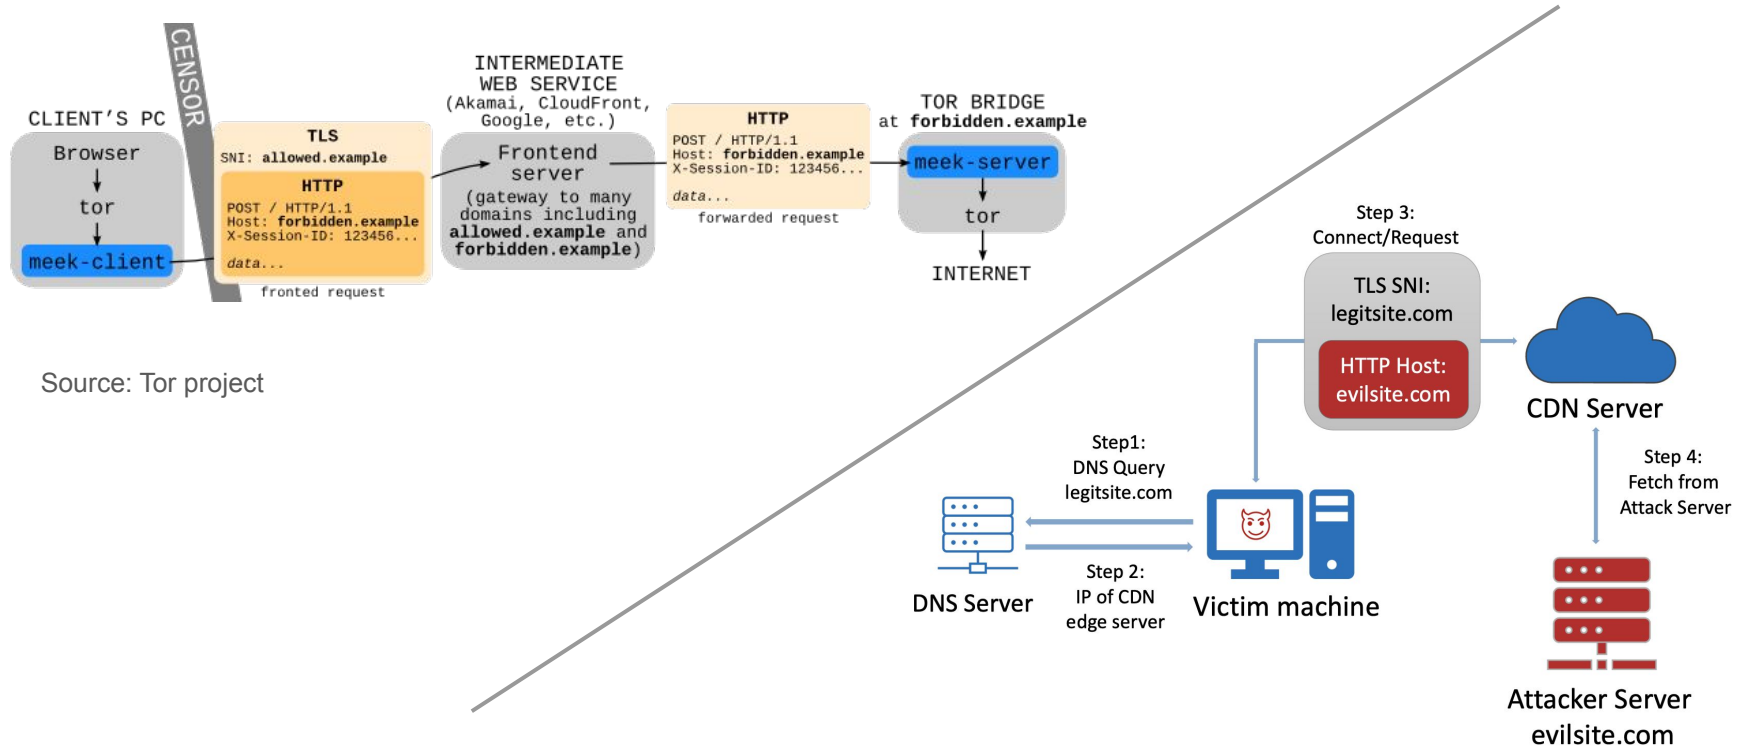 CENSOR
CLIENT'S PC
Browser
tor
meek-client
TLS
SNI: allowed.example
HTTP
POST / HTTP/1.1
Host: forbidden.example
X-Session-ID: 123456...
data...
fronted request
INTERMEDIATE
WEB SERVICE
(Akamai, CloudFront,
Google, etc.)
Frontend
server
(gateway to many
domains including
allowed.example and
forbidden.example)
HTTP
POST / HTTP/1.1
Host: forbidden.example
X-Session-ID: 123456...
data...
forwarded request
TOR BRIDGE
at forbidden.example
meek-server
tor
INTERNET
Source: Tor project
Step 3:
Connect/Request
TLS SNI:
legitsite.com
HTTP Host:
evilsite.com
CDN Server
Step1:
DNS Query
legitsite.com
Step 2:
IP of CDN
edge server
DNS Server
Victim machine
Step 4:
Fetch from
Attack Server
Attacker Server
evilsite.com